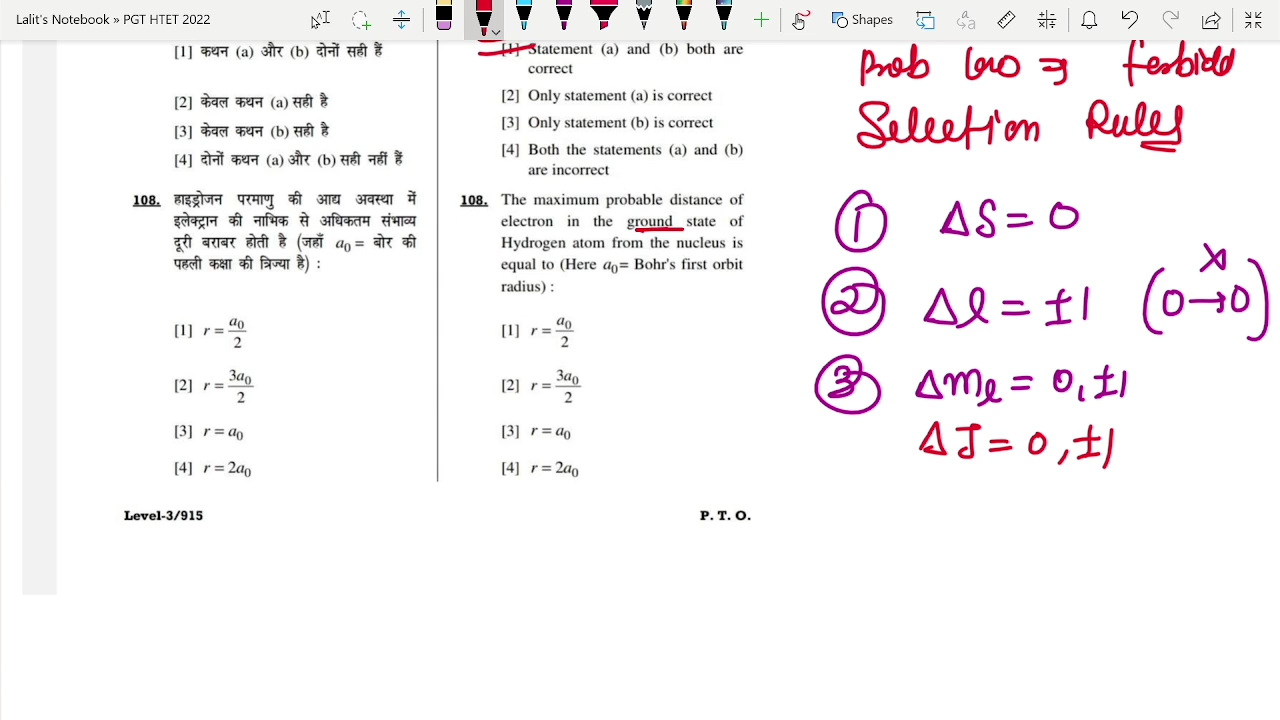 Lalit's Notebook » PGT HTET 2022
Shapes
[1] कथन (a) और (b) दोनों सही हैं
[2] केवल कथन (a) सही है
[3] केवल कथन (b) सही है
[4] दोनों कथन (a) और (b) सही नहीं हैं
108. हाइड्रोजन परमाणु की आद्य अवस्था में
इलेक्ट्रान की नाभिक से अधिकतम संभाव्य
दूरी बराबर होती है (जहाँ a₀ = बोर की
पहली कक्षा की त्रिज्या है) :
[1] r = a₀/2
[2] r = 3a₀/2
[3] r = a₀
[4] r = 2a₀
Level-3/915
[1] Statement (a) and (b) both are
correct
[2] Only statement (a) is correct
[3] Only statement (b) is correct
[4] Both the statements (a) and (b)
are incorrect
108. The maximum probable distance of
electron in the ground state of
Hydrogen atom from the nucleus is
equal to (Here a₀= Bohr's first orbit
radius) :
[1] r = a₀/2
[2] r = 3a₀/2
[3] r = a₀
[4] r = 2a₀
P. T. O.
Prob ⇒
Selection Rules
① ΔS = 0
② Δl = ±1 (0→0) ×
③ Δmₗ = 0, ±1
ΔJ = 0, ±1